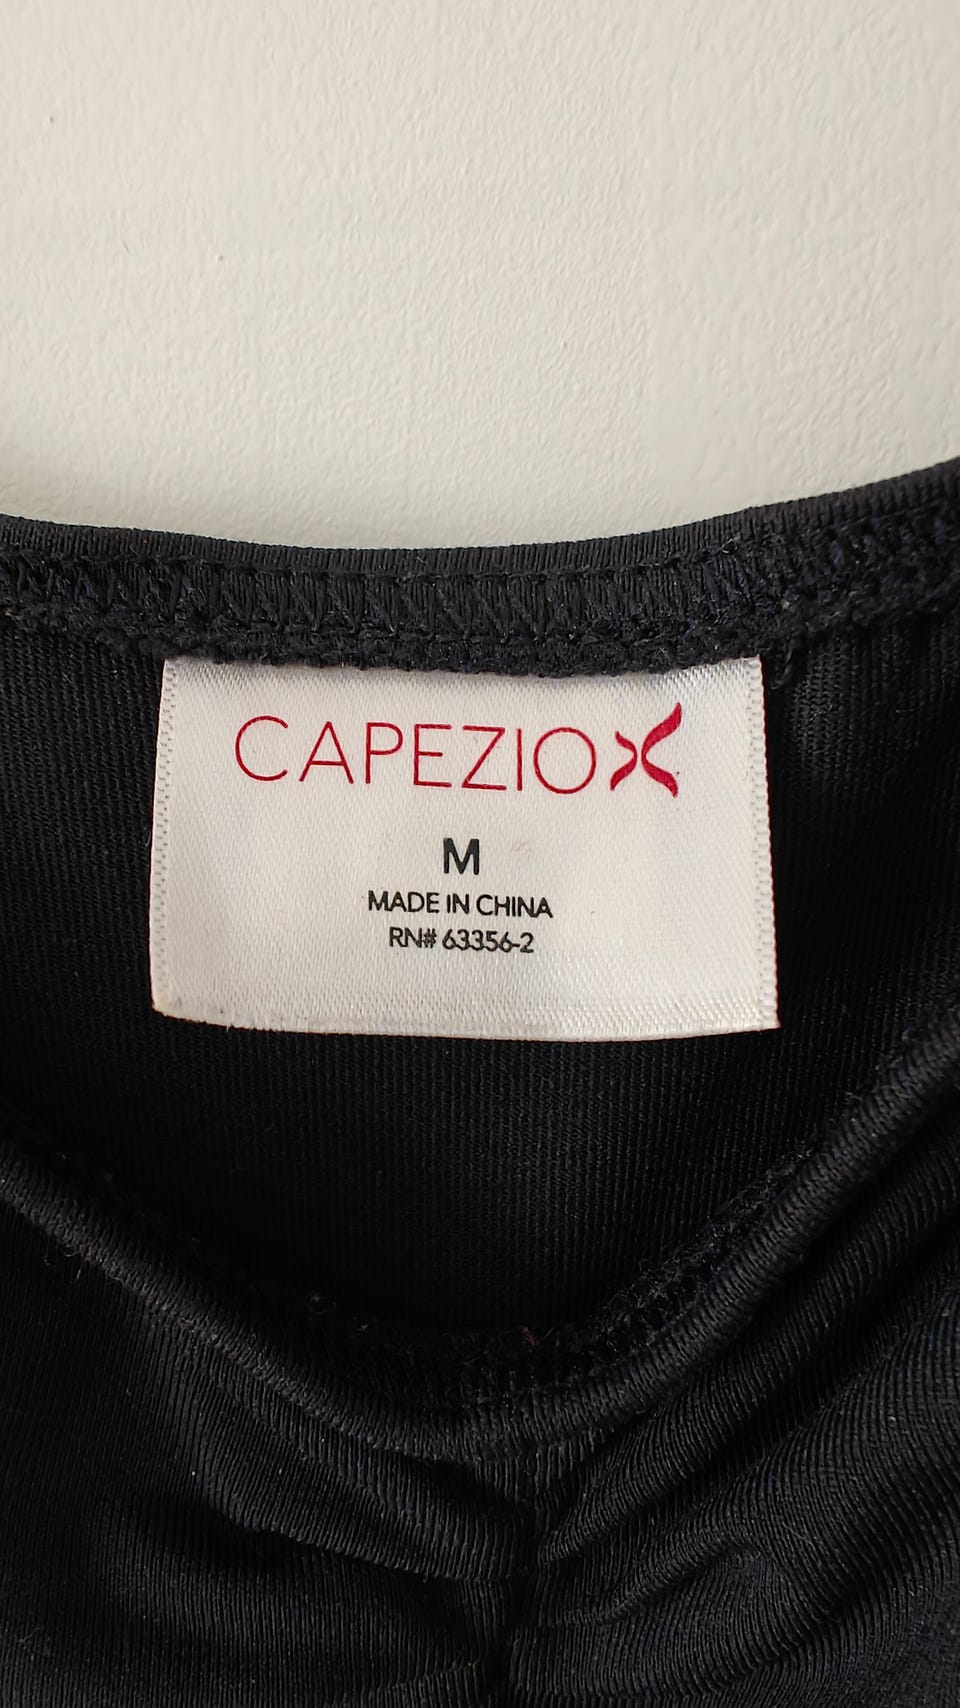 CAPEZIO
M
MADE IN CHINA
RN# 63356-2